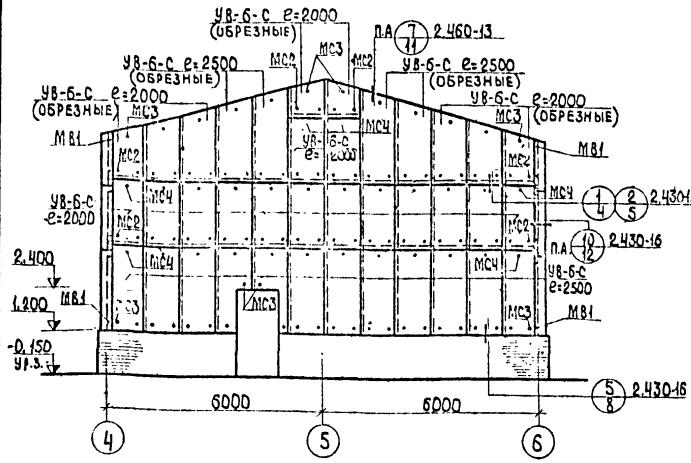 УВ-6-С ℓ=2000
(ОБРЕЗНЫЕ)
П.А 7/11 2.460-13
УВ-6-С ℓ=2500
(ОБРЕЗНЫЕ)
МС2
МС3
МС2
УВ-6-С ℓ=2500
(ОБРЕЗНЫЕ)
УВ-6-С ℓ=2000
(ОБРЕЗНЫЕ)
МС3
УВ-6-С ℓ=2000
(ОБРЕЗНЫЕ)
МС3
МВ1
МС4
УВ-6-С
ℓ=2000
МВ1
МС2
МС2
УВ-6-С
ℓ=2000
МС4
МС4
1/4 2/5 2.430-1
МС2
МС2
10/12
П.А. 2.430-16
МС4
МС4
УВ-6-С
ℓ=2500
2.400
1.200
МВ1
МС3
МС3
МС3
МВ1
-0.150
УР.З.
5/8 2.430-16
6000
6000
4
5
6